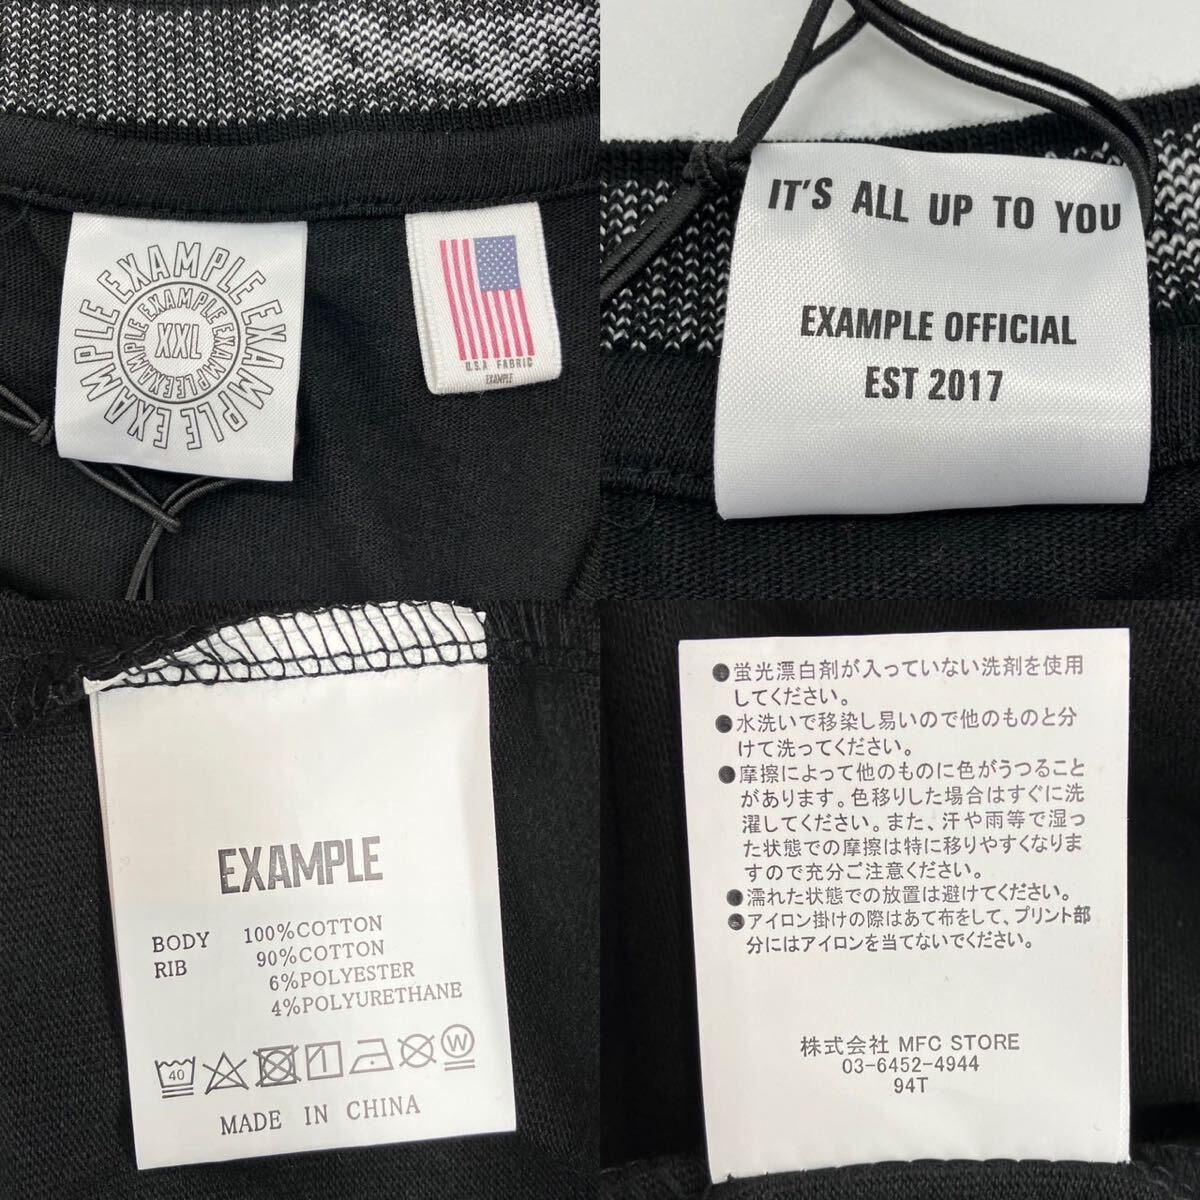 EXAMPLE EXAMPLE EXAMPLE
EXAMPLE EXAMPLE EXAMPLE
XXL
U.S.A FABRIC
EXAMPLE
IT'S ALL UP TO YOU
EXAMPLE OFFICIAL
EST 2017
EXAMPLE
BODY 100%COTTON
RIB 90%COTTON
6%POLYESTER
4%POLYURETHANE
40 W
MADE IN CHINA
●蛍光漂白剤が入っていない洗剤を使用
してください。
●水洗いで移染し易いので他のものと分
けて洗ってください。
●摩擦によって他のものに色がうつること
があります。色移りした場合はすぐに洗
濯してください。また、汗や雨等で湿っ
た状態での摩擦は特に移りやすくなりま
すので充分ご注意ください。
●濡れた状態での放置は避けてください。
●アイロン掛けの際はあて布をして、プリント部
分にはアイロンを当てないでください。
株式会社 MFC STORE
03-6452-4944
94T